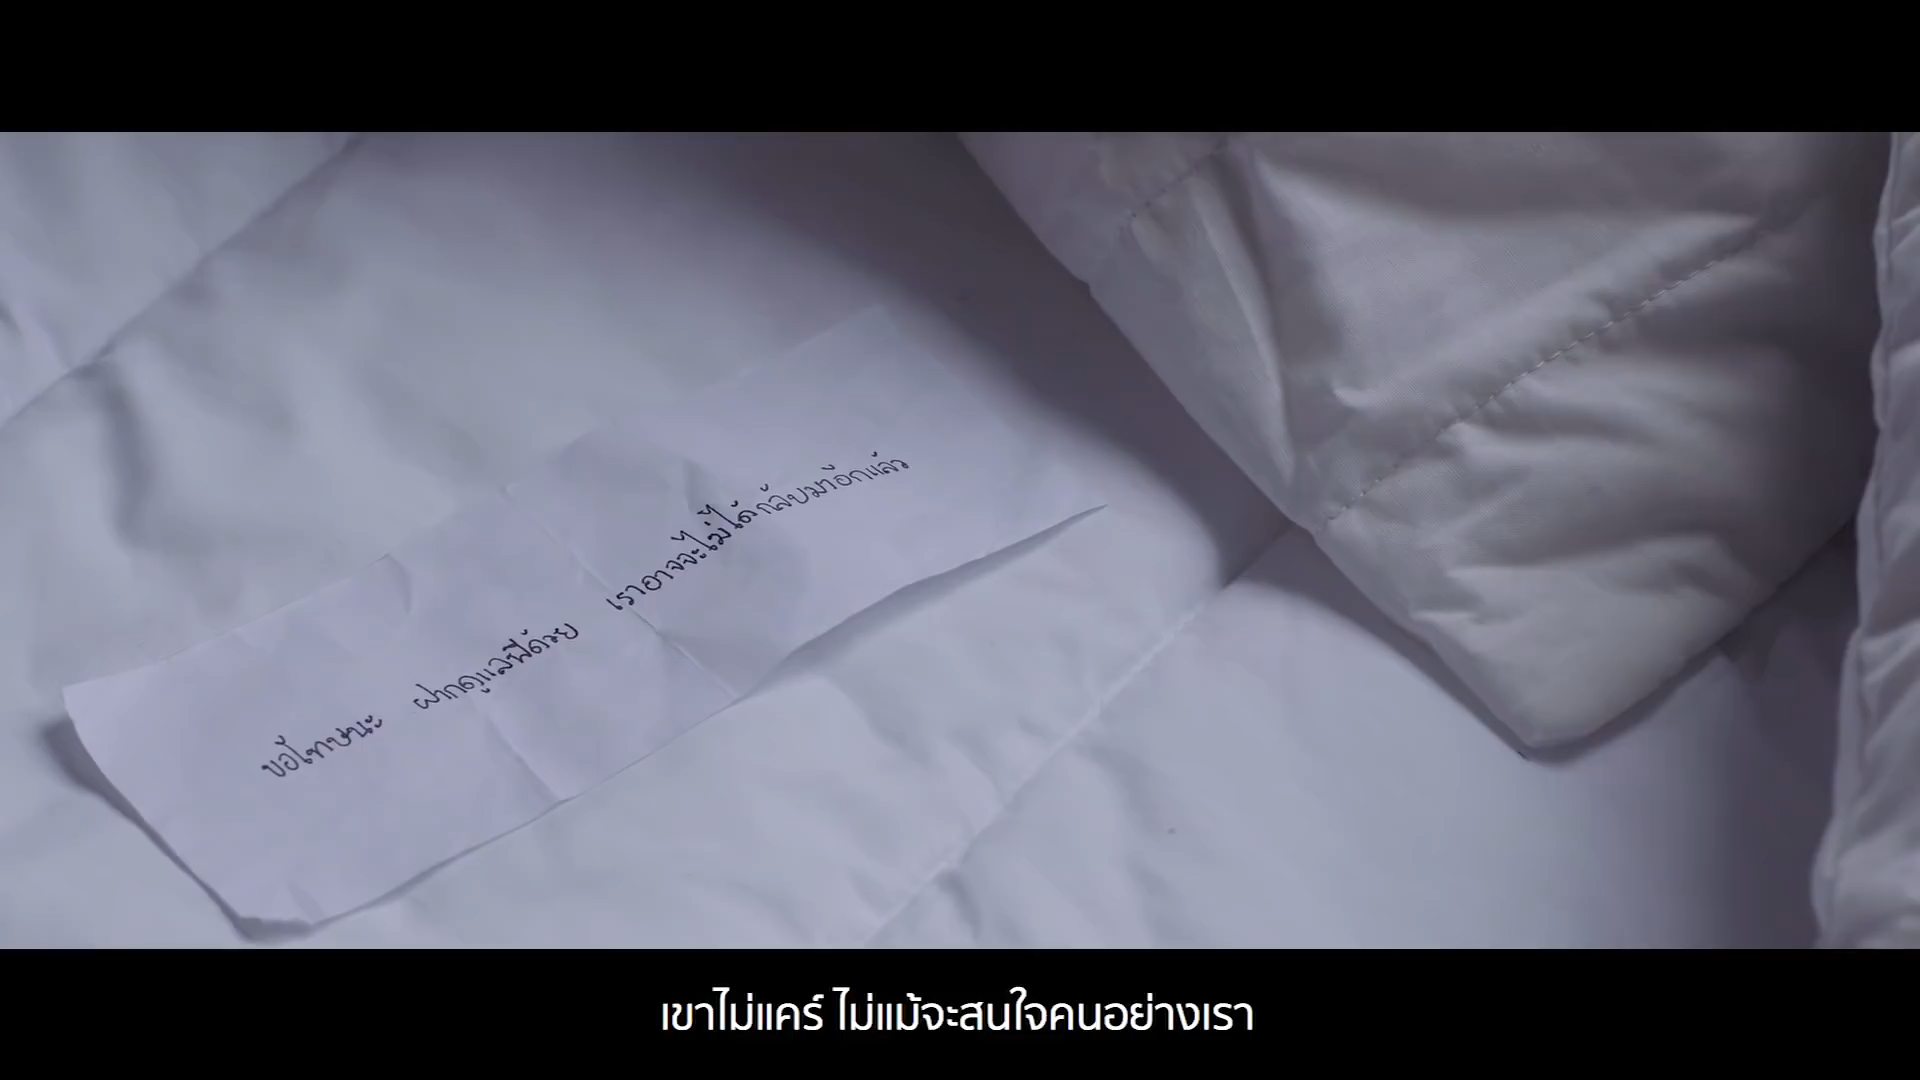 ขอโทษนะ ฝากดูแลพี่ด้วย เราอาจจะไม่ได้กลับมาอีกแล้ว
เขาไม่แคร์ ไม่แม้จะสนใจคนอย่างเรา